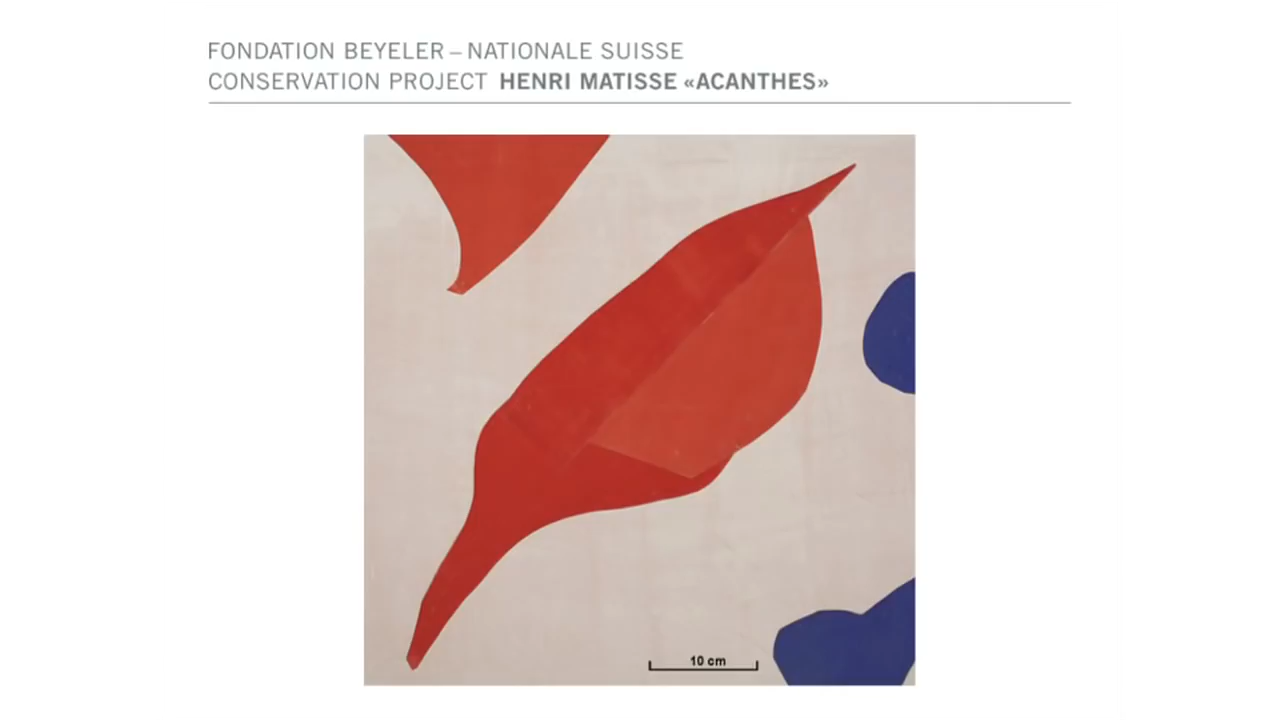 FONDATION BEYELER – NATIONALE SUISSE
CONSERVATION PROJECT HENRI MATISSE «ACANTHES»
10 cm